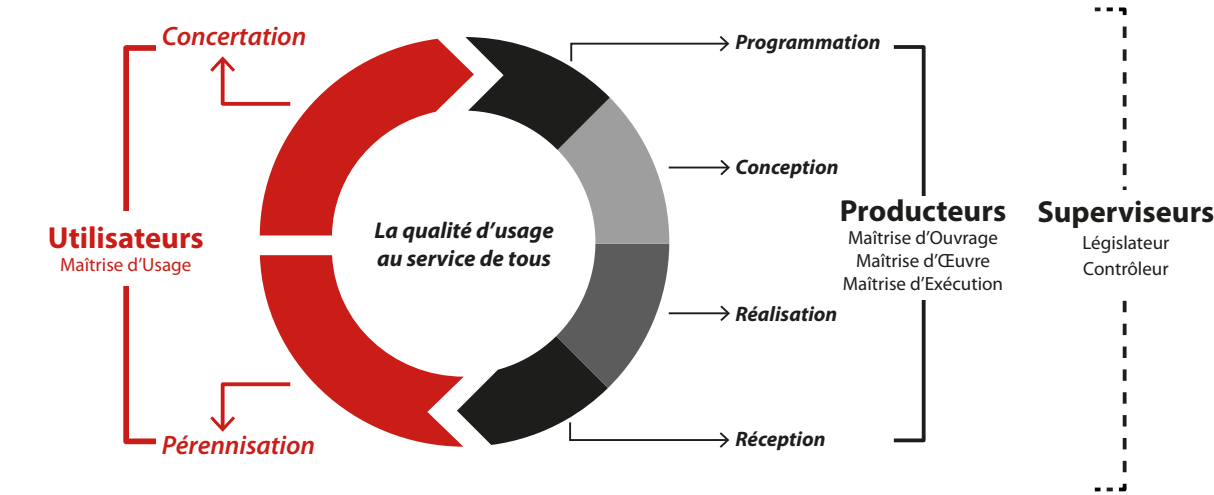 Concertation
Programmation
Conception
La qualité d’usage
au service de tous
Utilisateurs
Maîtrise d’Usage
Producteurs
Maîtrise d’Ouvrage
Maîtrise d’Œuvre
Maîtrise d’Exécution
Superviseurs
Législateur
Contrôleur
Réalisation
Pérennisation
Réception